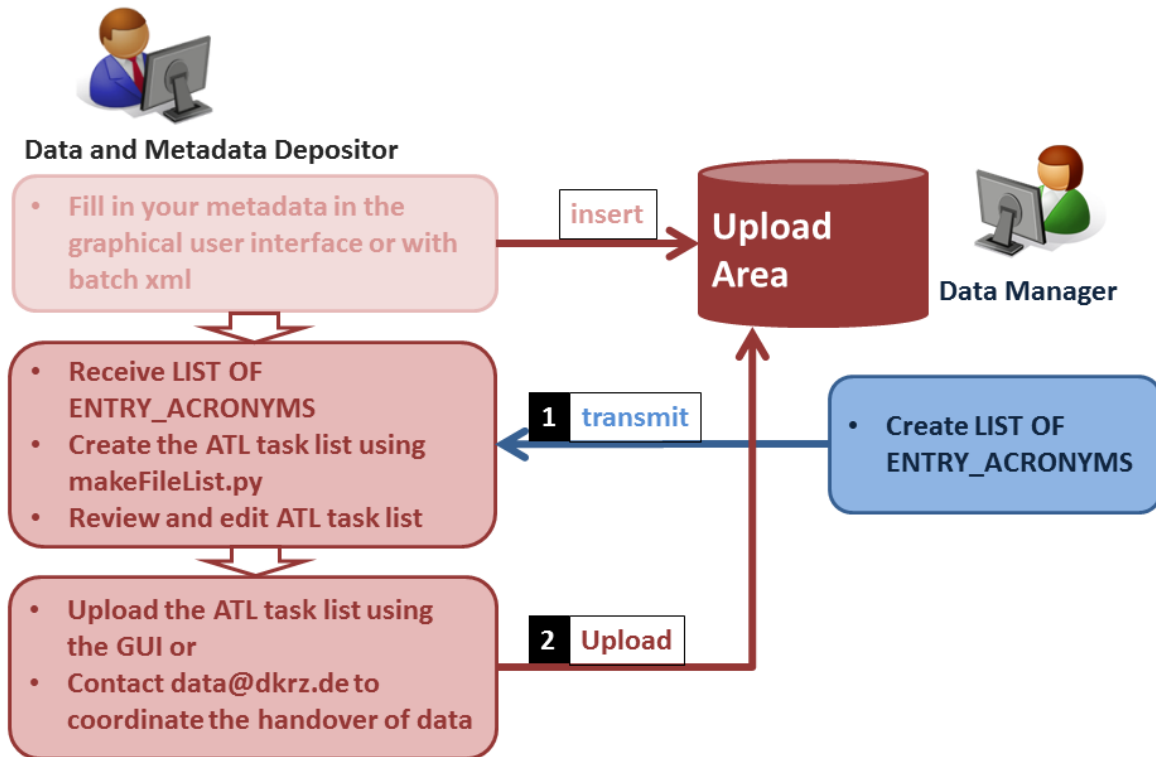 Data and Metadata Depositor
• Fill in your metadata in the
graphical user interface or with
batch xml
insert
Upload
Area
Data Manager
• Receive LIST OF
ENTRY_ACRONYMS
• Create the ATL task list using
makeFileList.py
• Review and edit ATL task list
1 transmit
• Create LIST OF
ENTRY_ACRONYMS
• Upload the ATL task list using
the GUI or
• Contact data@dkrz.de to
coordinate the handover of data
2 Upload